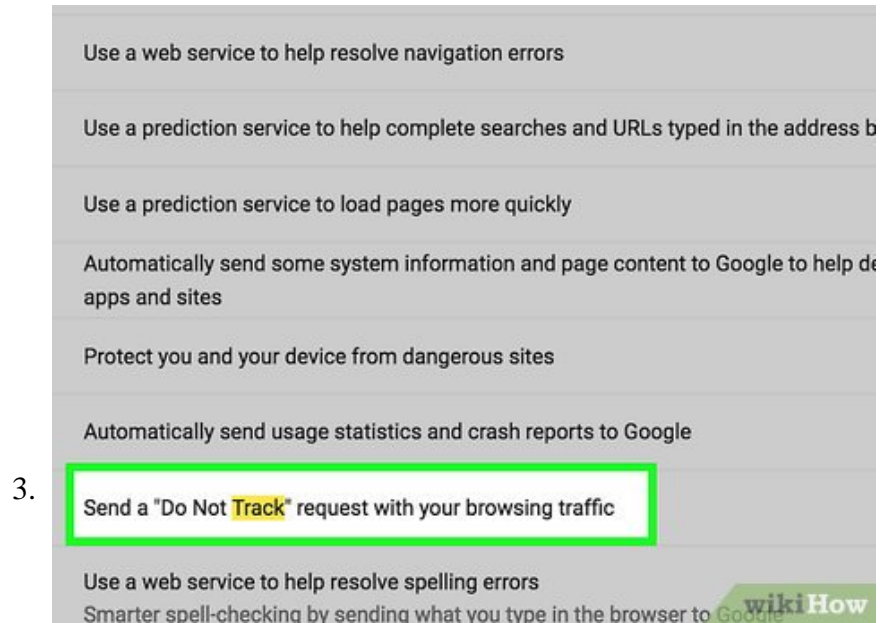 Use a web service to help resolve navigation errors
Use a prediction service to help complete searches and URLs typed in the address b
Use a prediction service to load pages more quickly
Automatically send some system information and page content to Google to help de
apps and sites
Protect you and your device from dangerous sites
Automatically send usage statistics and crash reports to Google
3.
Send a "Do Not Track" request with your browsing traffic
Use a web service to help resolve spelling errors
Smarter spell-checking by sending what you type in the browser to Google
wikiHow